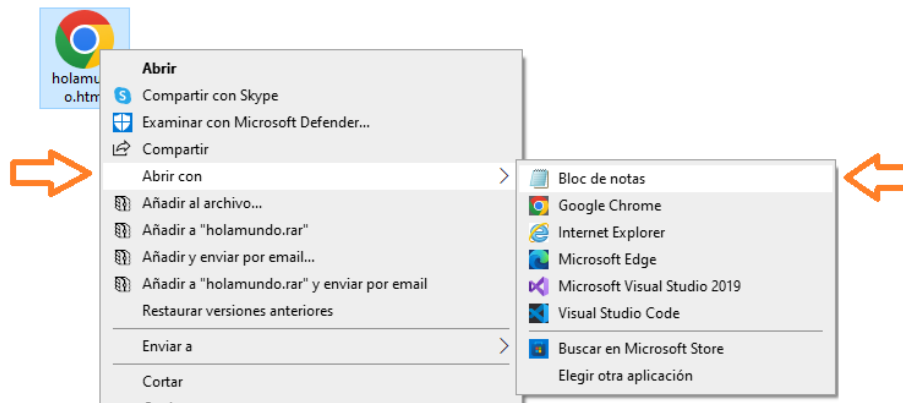 holamu
o.htm
Abrir
Compartir con Skype
Examinar con Microsoft Defender...
Compartir
Abrir con
Añadir al archivo...
Añadir a "holamundo.rar"
Añadir y enviar por email...
Añadir a "holamundo.rar" y enviar por email
Restaurar versiones anteriores
Enviar a
Cortar
Bloc de notas
Google Chrome
Internet Explorer
Microsoft Edge
Microsoft Visual Studio 2019
Visual Studio Code
Buscar en Microsoft Store
Elegir otra aplicación